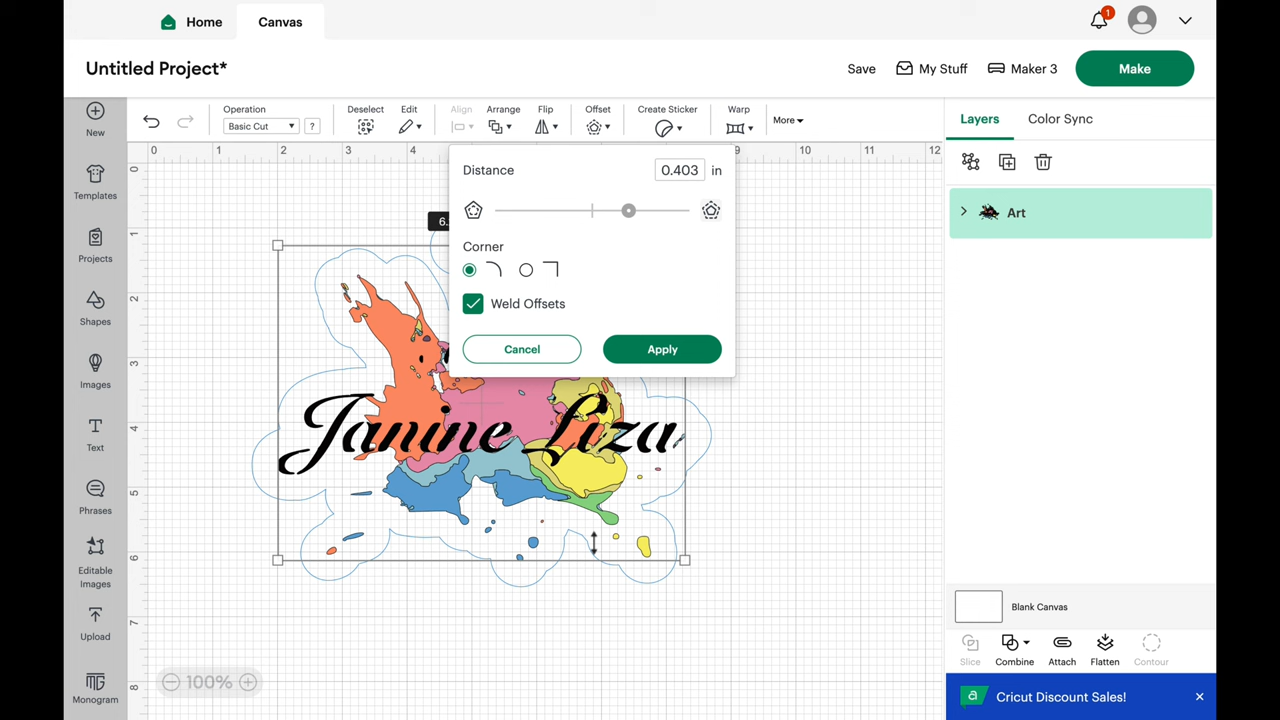 Home
Canvas
1
Untitled Project*
Save
My Stuff
Maker 3
Make
New
Templates
Projects
Shapes
Images
Text
Phrases
Editable
Images
Upload
Monogram
Operation
Basic Cut
?
Deselect
Edit
Align
Arrange
Flip
Offset
Create Sticker
Warp
More
0 1 2 3 4 9 10 11 12
0
1
2
3
4
5
6
7
8
Distance
0.403 in
Corner
Weld Offsets
Cancel
Apply
Janine Liza
100%
Layers
Color Sync
Art
Blank Canvas
Slice
Combine
Attach
Flatten
Contour
a
Cricut Discount Sales!